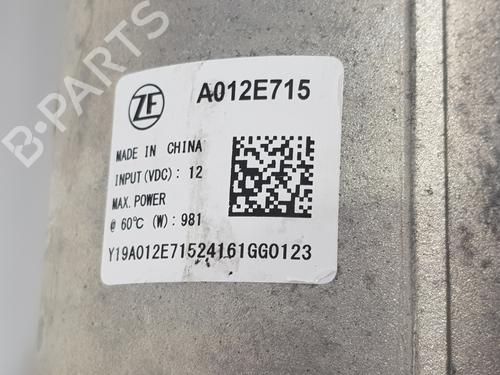 B-PARTS
ZF
A012E715
MADE IN CHINA
INPUT(VDC): 12
MAX. POWER
@ 60℃ (W): 981
Y19A012E71524161GG0123